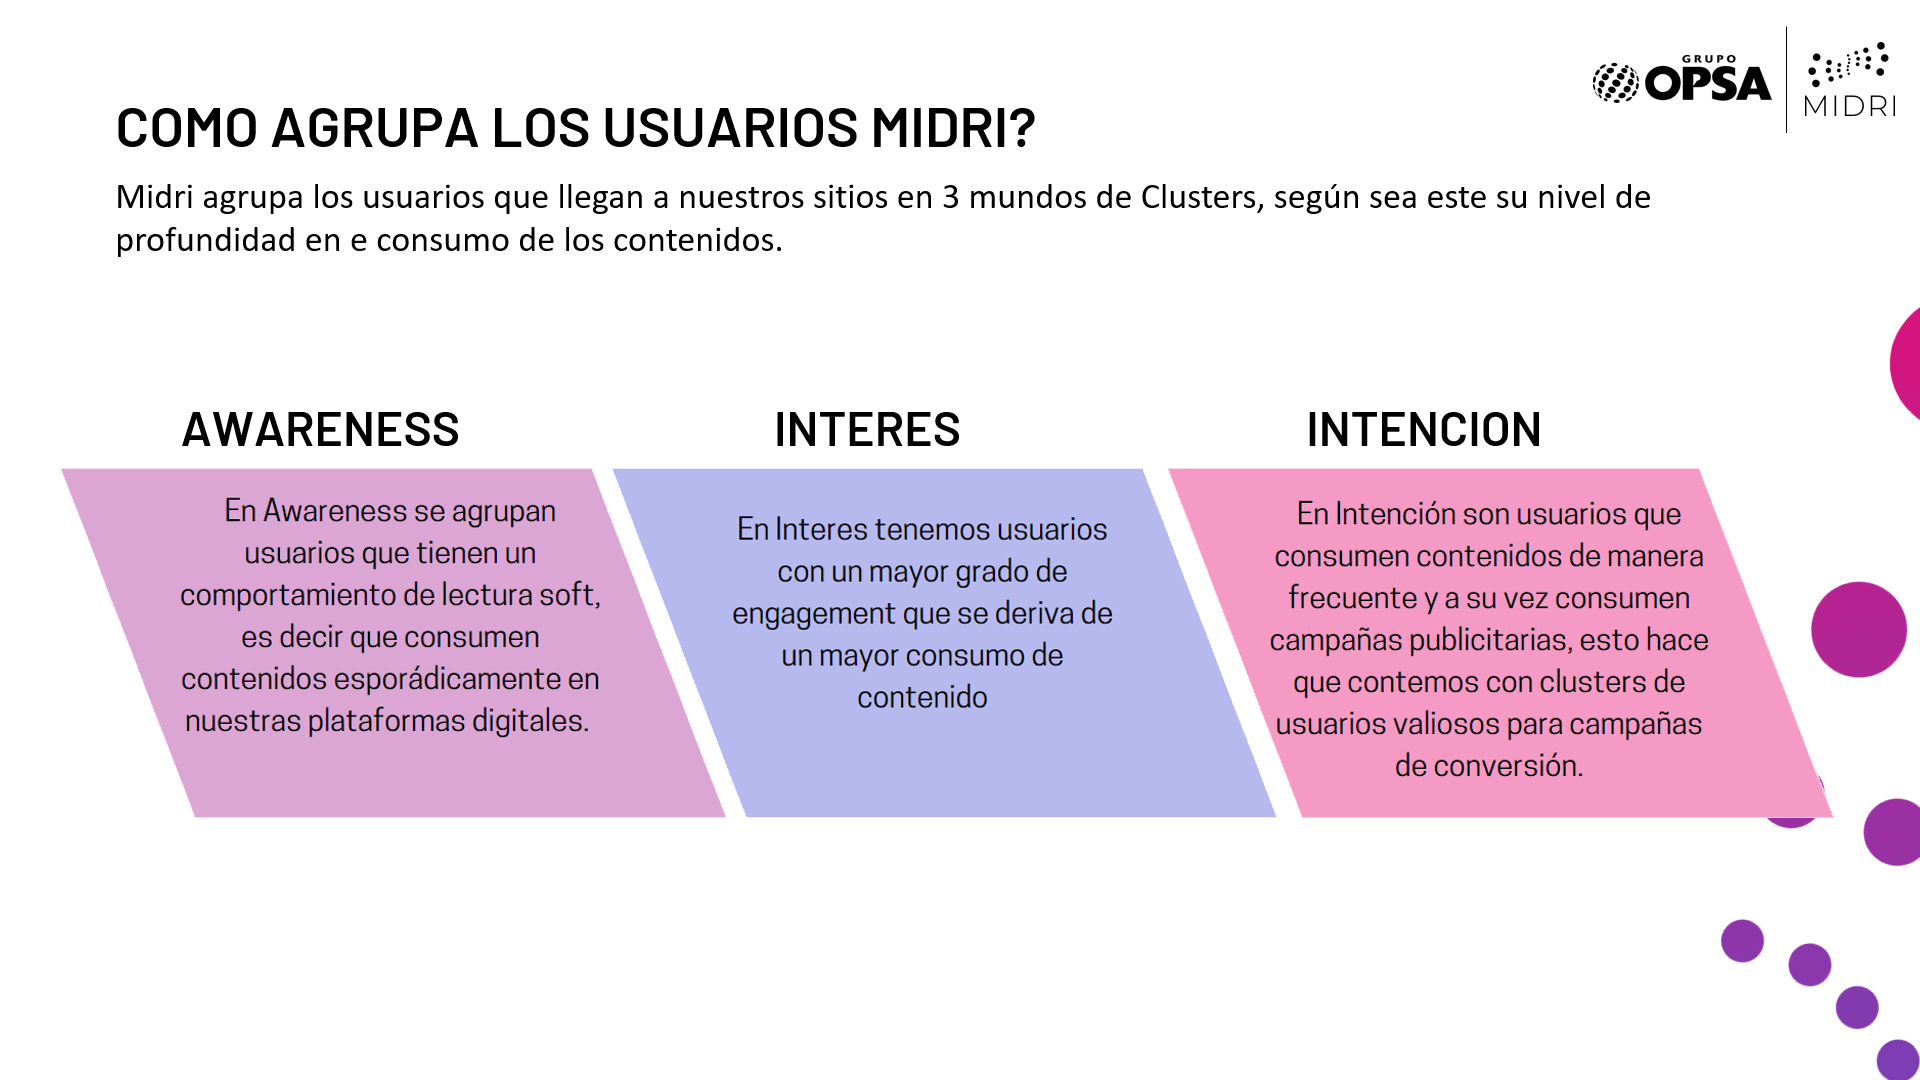 GRUPO
OPSA
MIDRI
COMO AGRUPA LOS USUARIOS MIDRI?
Midri agrupa los usuarios que llegan a nuestros sitios en 3 mundos de Clusters, según sea este su nivel de
profundidad en e consumo de los contenidos.
AWARENESS
En Awareness se agrupan
usuarios que tienen un
comportamiento de lectura soft,
es decir que consumen
contenidos esporádicamente en
nuestras plataformas digitales.
INTERES
En Interes tenemos usuarios
con un mayor grado de
engagement que se deriva de
un mayor consumo de
contenido
INTENCION
En Intención son usuarios que
consumen contenidos de manera
frecuente y a su vez consumen
campañas publicitarias, esto hace
que contemos con clusters de
usuarios valiosos para campañas
de conversión.